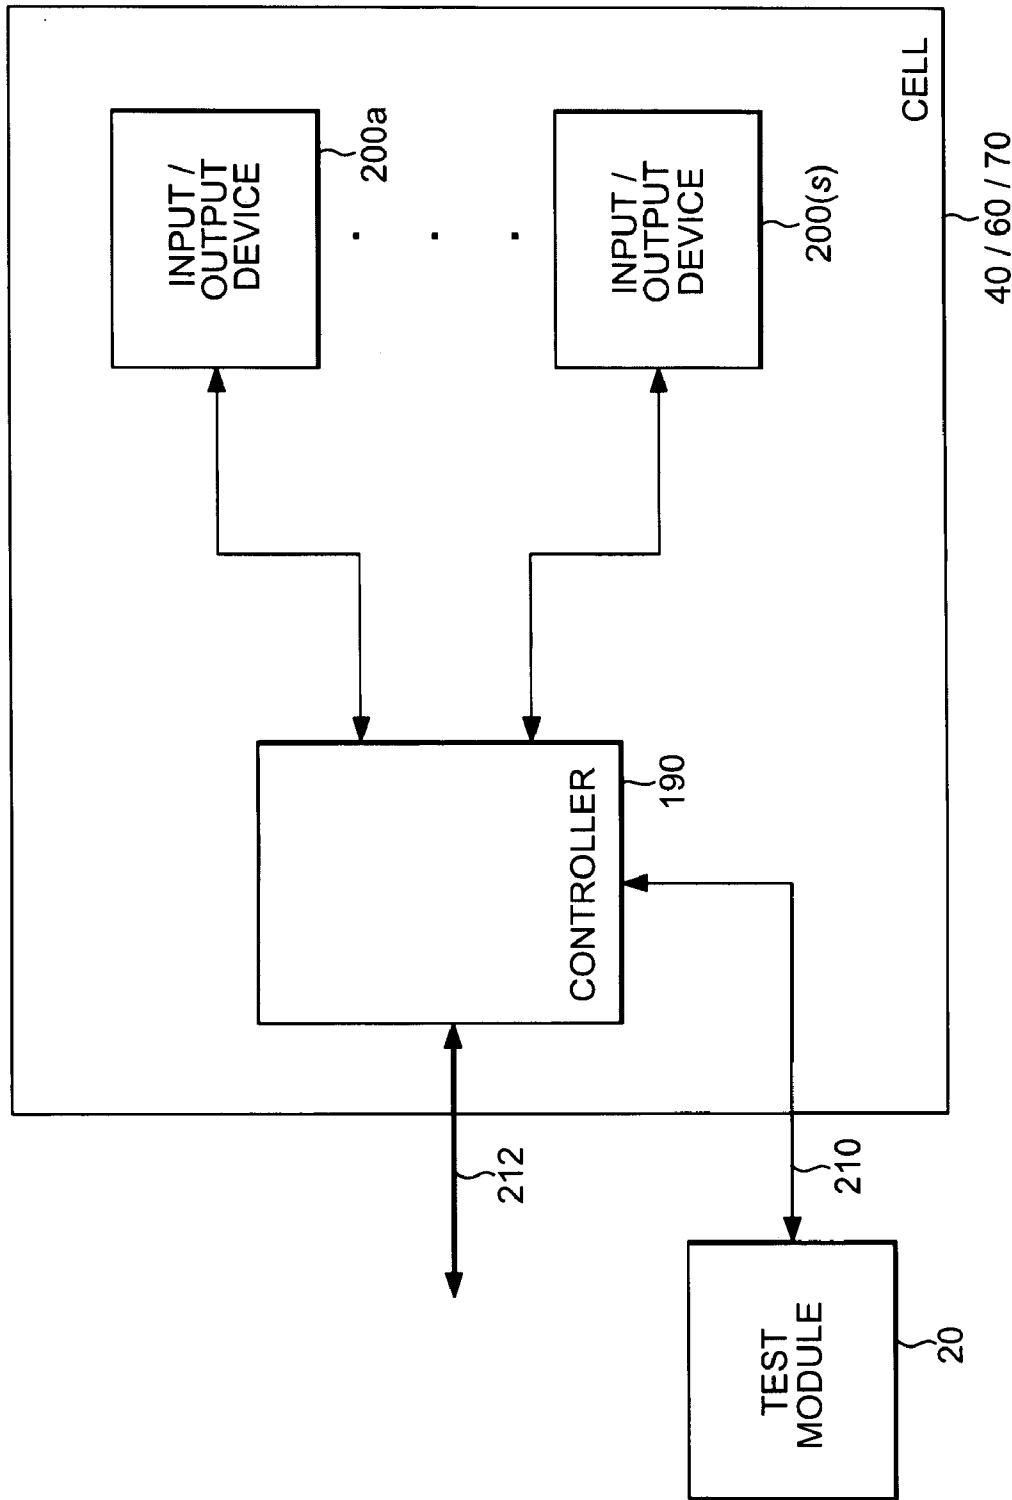 INPUT /
OUTPUT
DEVICE
200a
. . .
INPUT /
OUTPUT
DEVICE
200(s)
CELL
40 / 60 / 70
CONTROLLER
190
212
210
TEST
MODULE
20